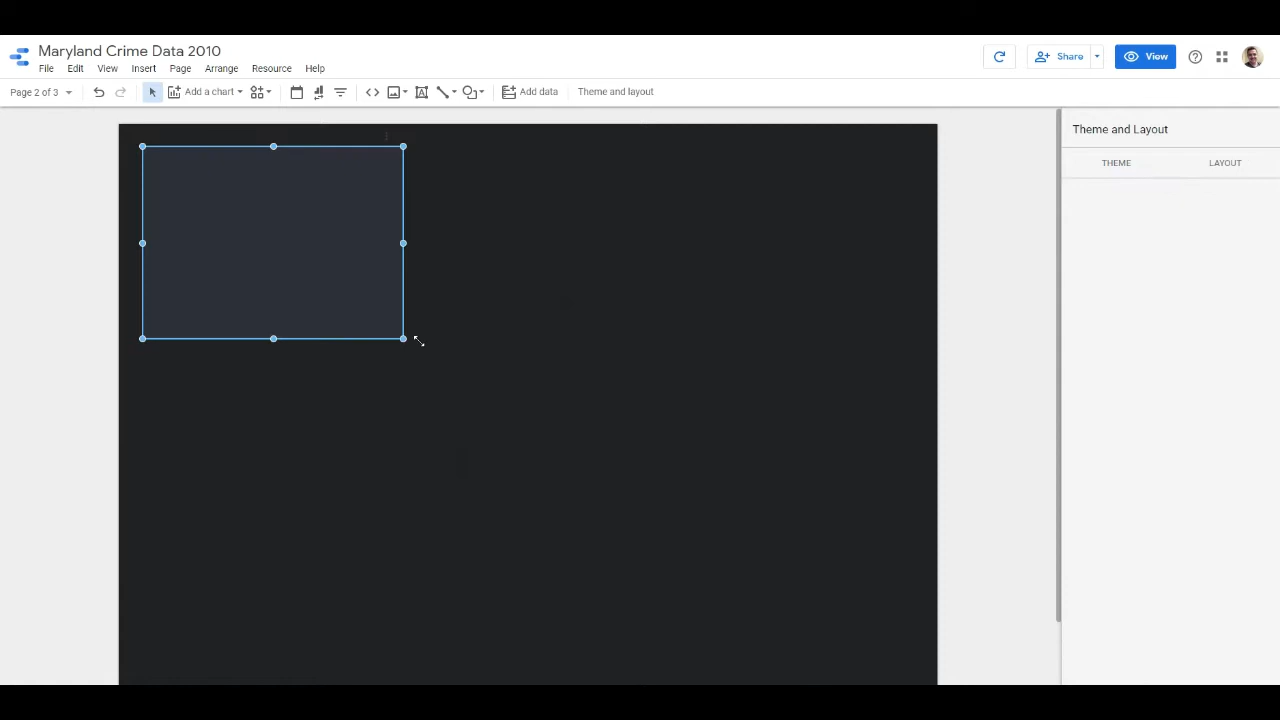 Maryland Crime Data 2010
File Edit View Insert Page Arrange Resource Help
Share
View
Page 2 of 3
Add a chart
Add data
Theme and layout
Theme and Layout
THEME LAYOUT